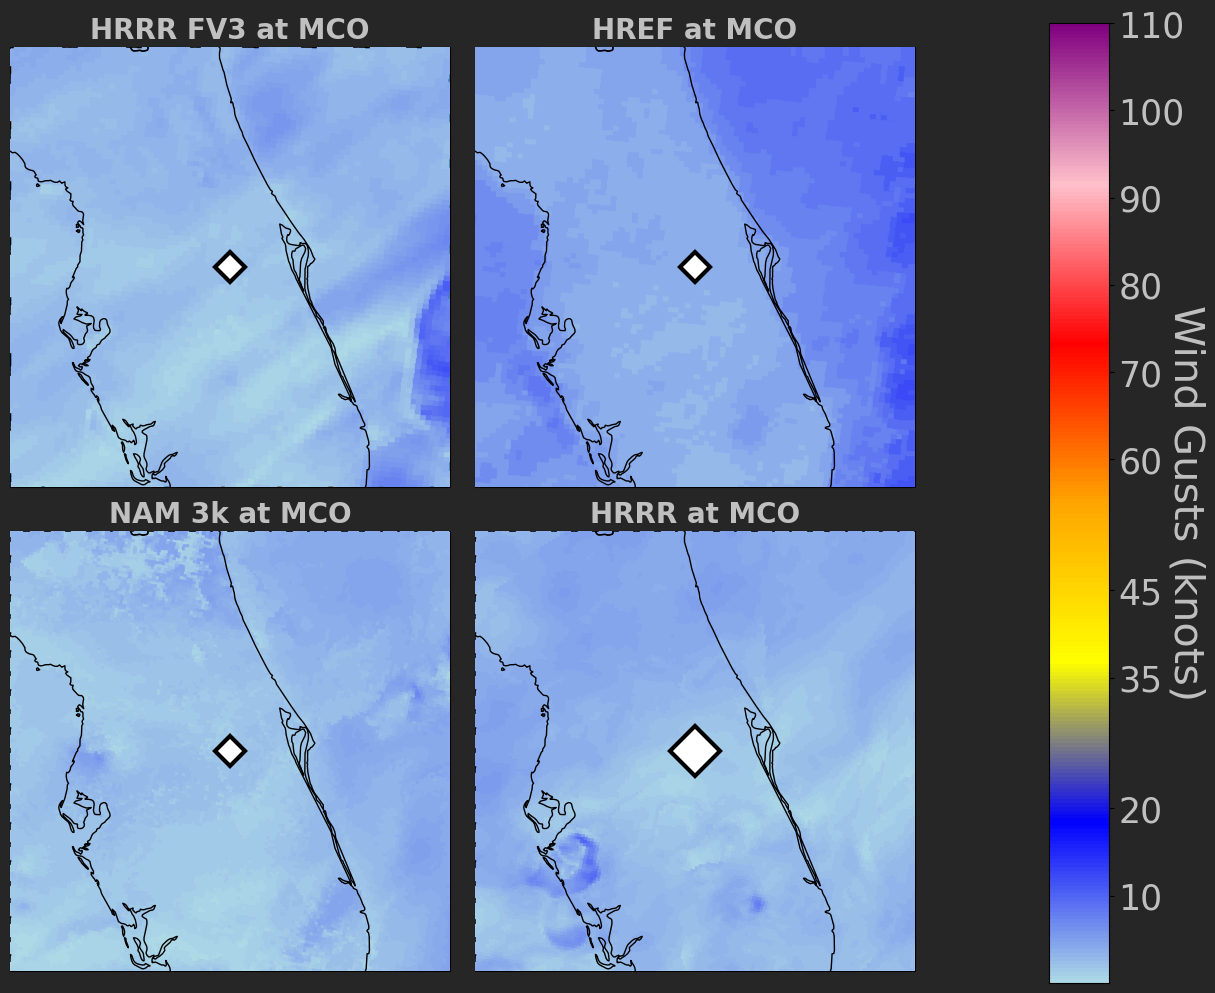 HRRR FV3 at MCO
HREF at MCO
NAM 3k at MCO
HRRR at MCO
110
100
90
80
70
60
45
35
20
10
Wind Gusts (knots)